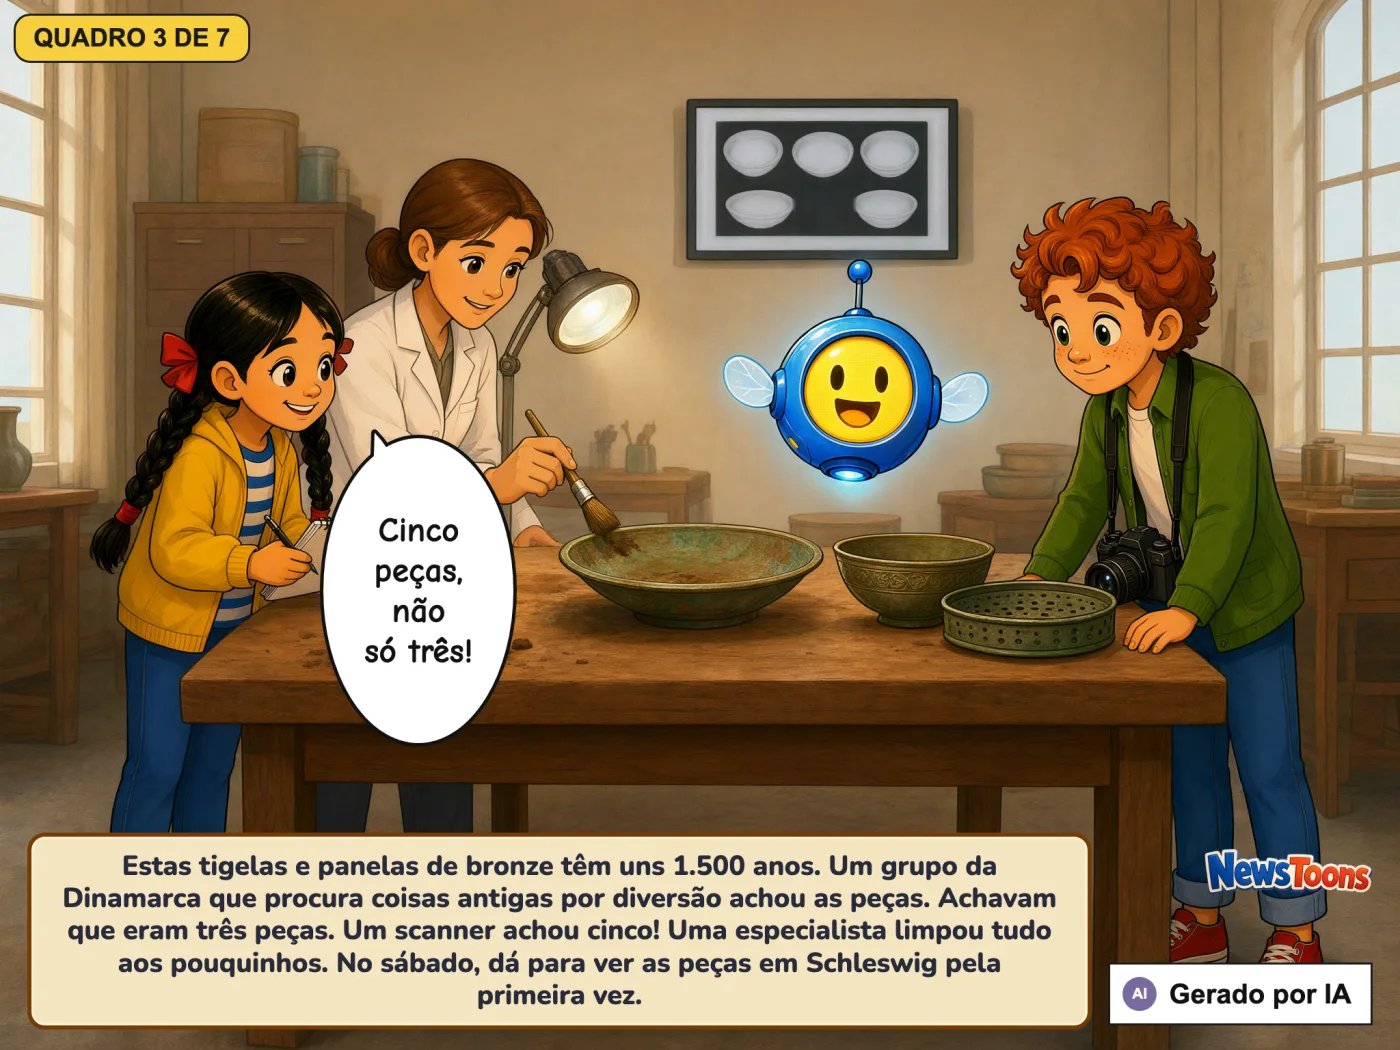 QUADRO 3 DE 7
Cinco
peças,
não
só três!
Estas tigelas e panelas de bronze têm uns 1.500 anos. Um grupo da
Dinamarca que procura coisas antigas por diversão achou as peças. Achavam
que eram três peças. Um scanner achou cinco! Uma especialista limpou tudo
aos pouquinhos. No sábado, dá para ver as peças em Schleswig pela
primeira vez.
NewsToons
AI Gerado por IA